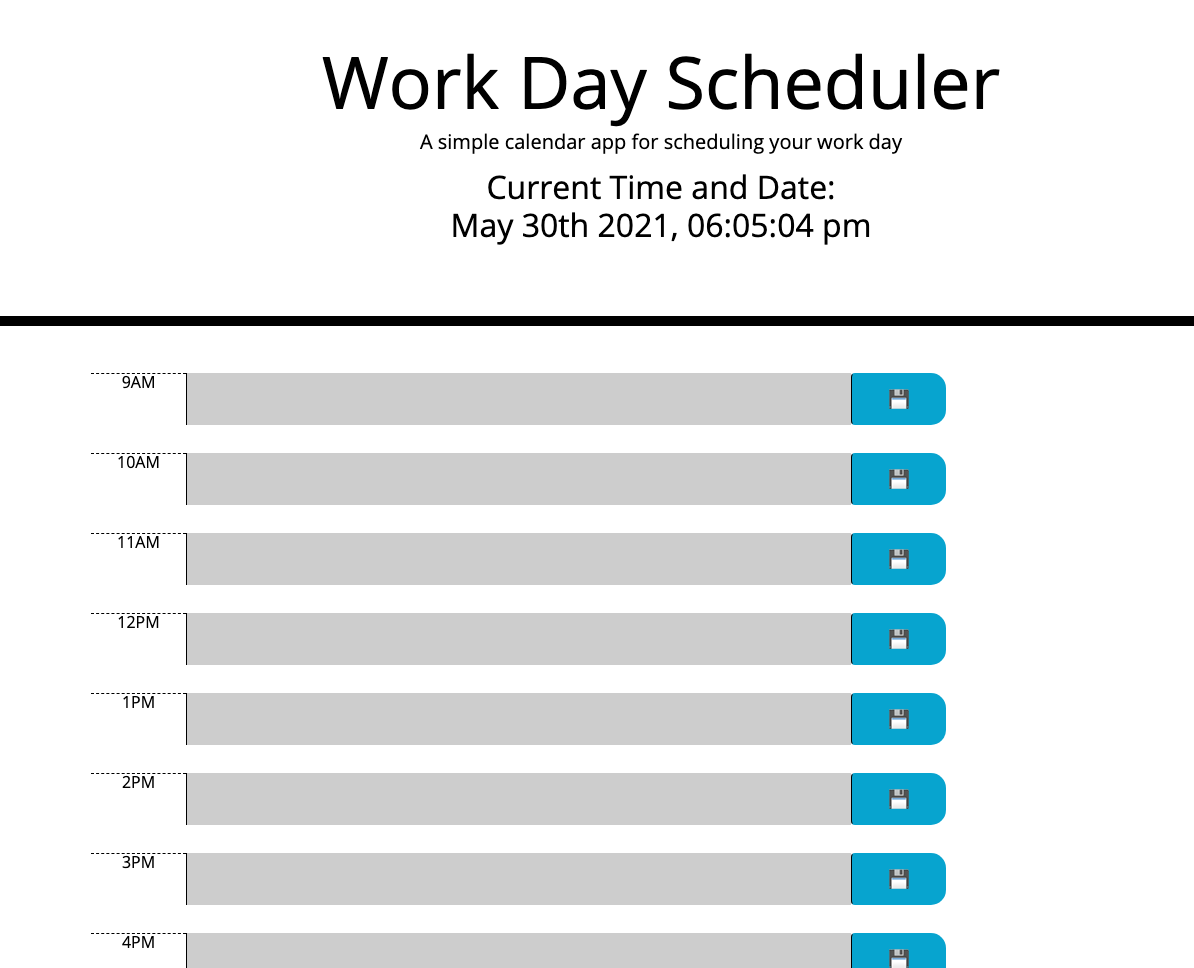 Work Day Scheduler
A simple calendar app for scheduling your work day
Current Time and Date:
May 30th 2021, 06:05:04 pm
9AM
10AM
11AM
12PM
1PM
2PM
3PM
4PM